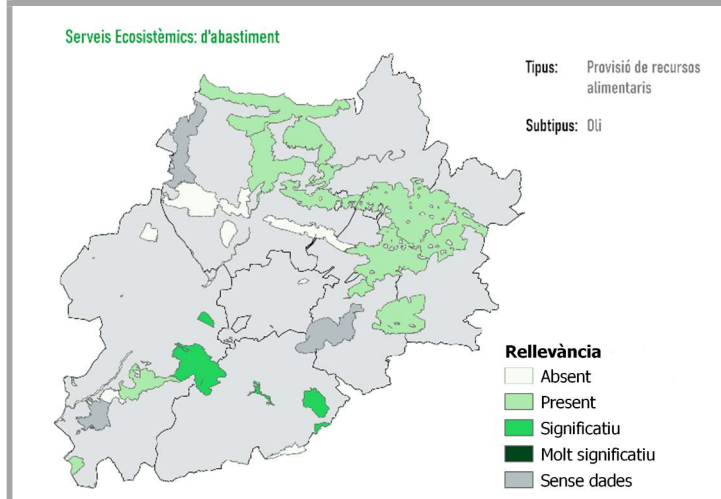 Serveis Ecosistèmics: d'abastiment
Tipus: Provisió de recursos
alimentaris
Subtipus: Oli
Rellevància
Absent
Present
Significatiu
Molt significatiu
Sense dades